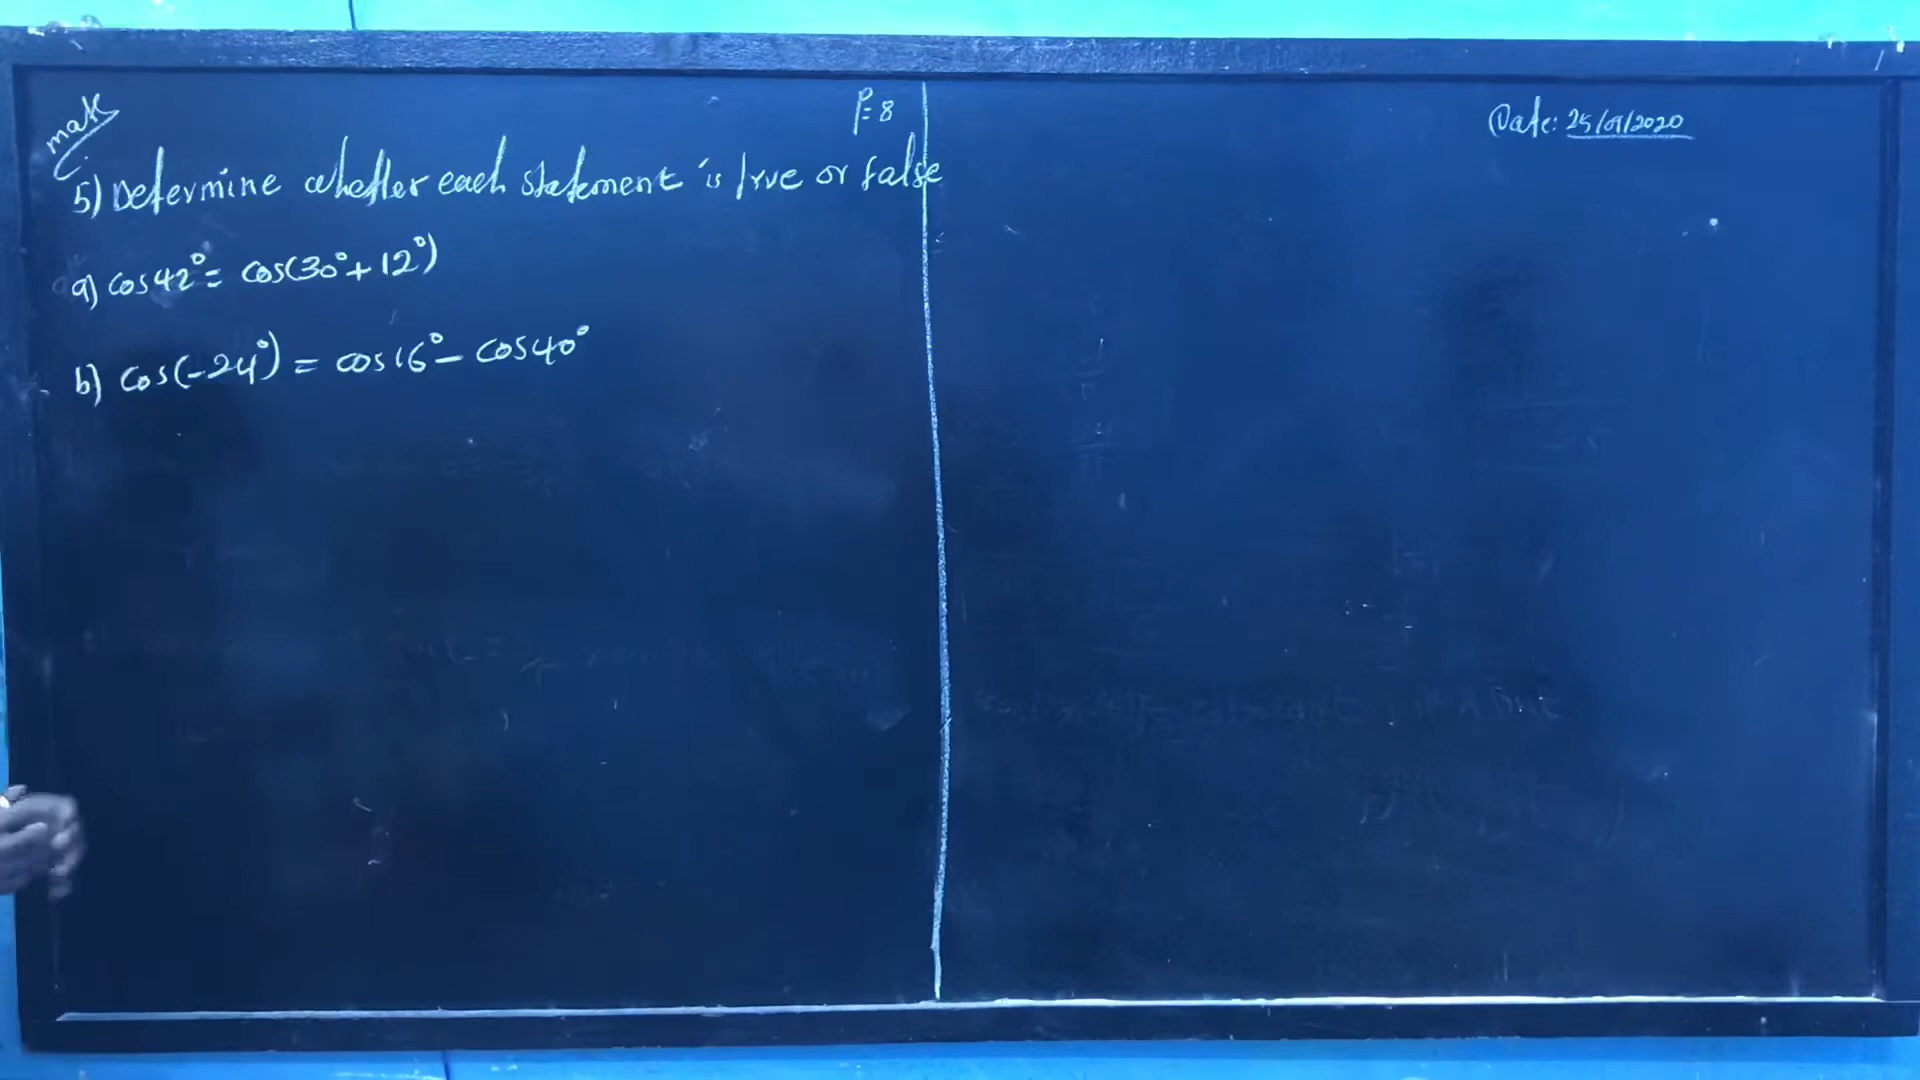 math
P=8
Date: 25/01/2020
5) Determine whether each statement is true or false
a) cos42° = cos(30°+12°)
b) cos(-24°) = cos16° - cos40°